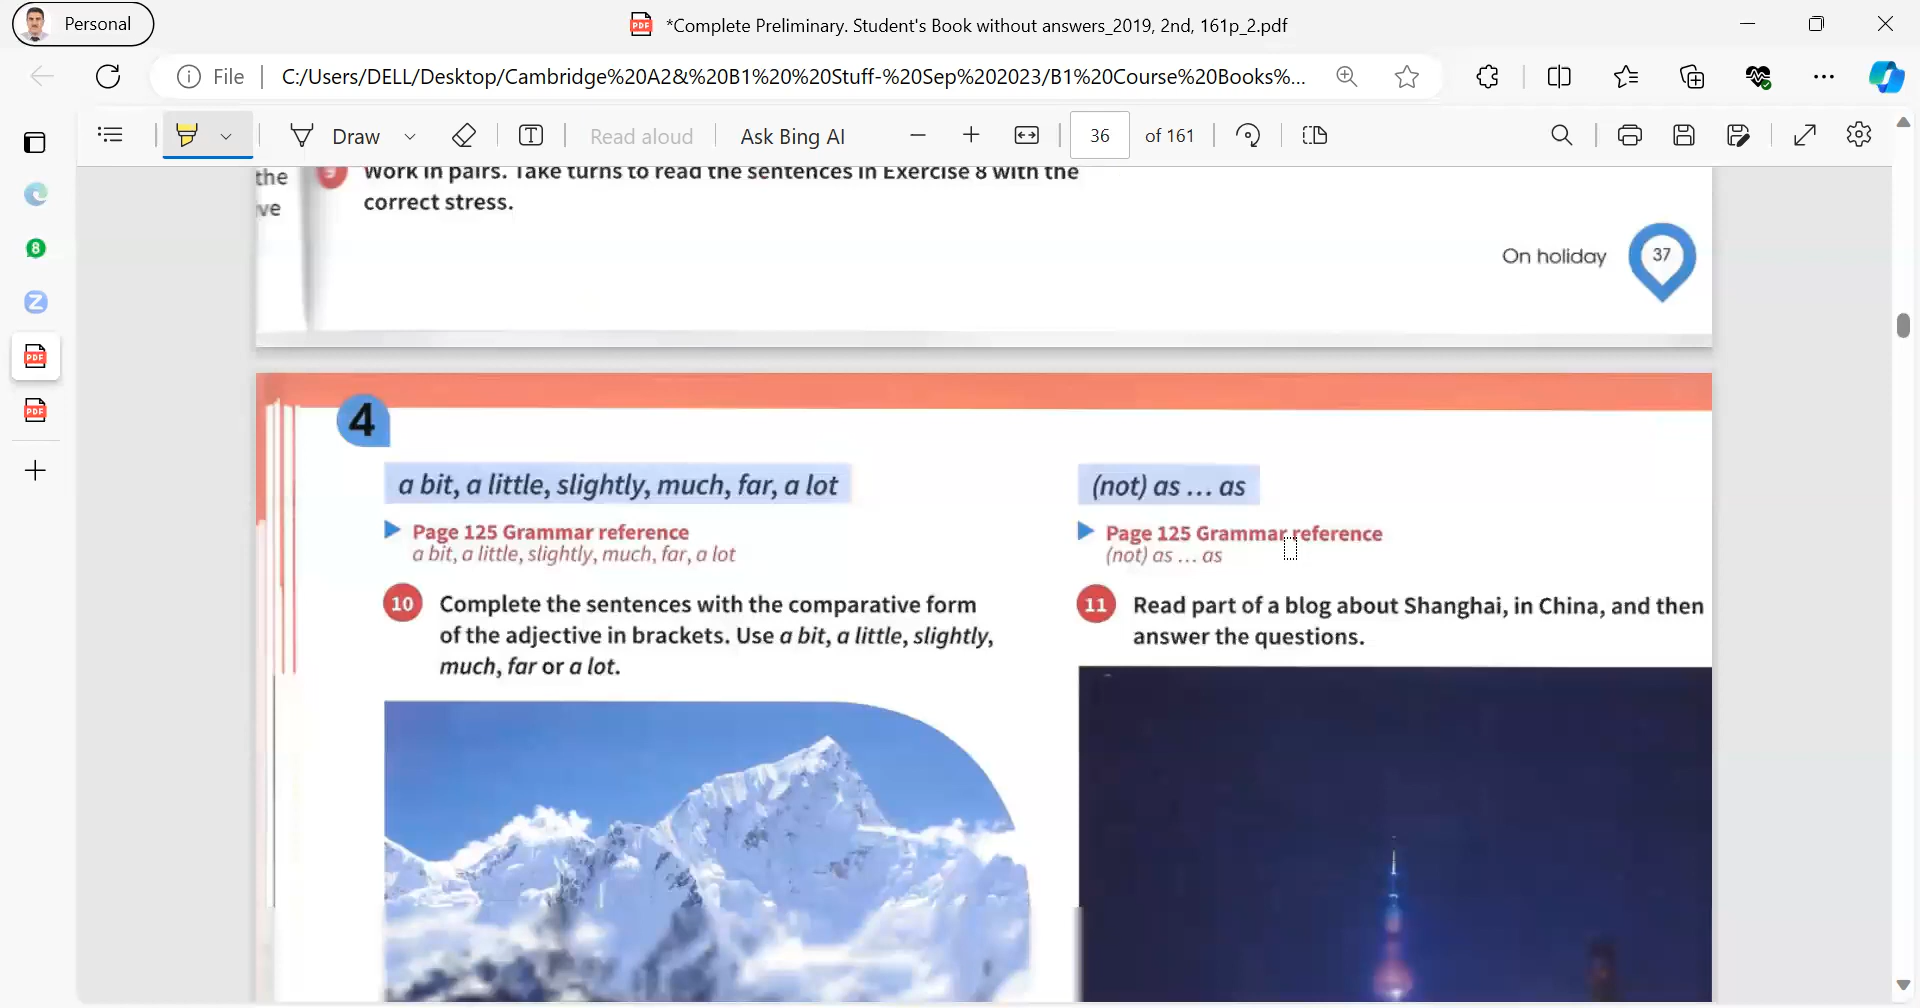 Personal
*Complete Preliminary. Student's Book without answers_2019, 2nd, 161p_2.pdf
File
C:/Users/DELL/Desktop/Cambridge%20A2&%20B1%20%20Stuff-%20Sep%202023/B1%20Course%20Books%...
Draw
Read aloud
Ask Bing AI
36 of 161
the
ve
9 Work in pairs. Take turns to read the sentences in Exercise 8 with the
correct stress.
On holiday 37
4
a bit, a little, slightly, much, far, a lot
Page 125 Grammar reference
a bit, a little, slightly, much, far, a lot
10 Complete the sentences with the comparative form
of the adjective in brackets. Use a bit, a little, slightly,
much, far or a lot.
(not) as ... as
Page 125 Grammar reference
(not) as ... as
11 Read part of a blog about Shanghai, in China, and then
answer the questions.
8
Z
PDF
PDF
PDF